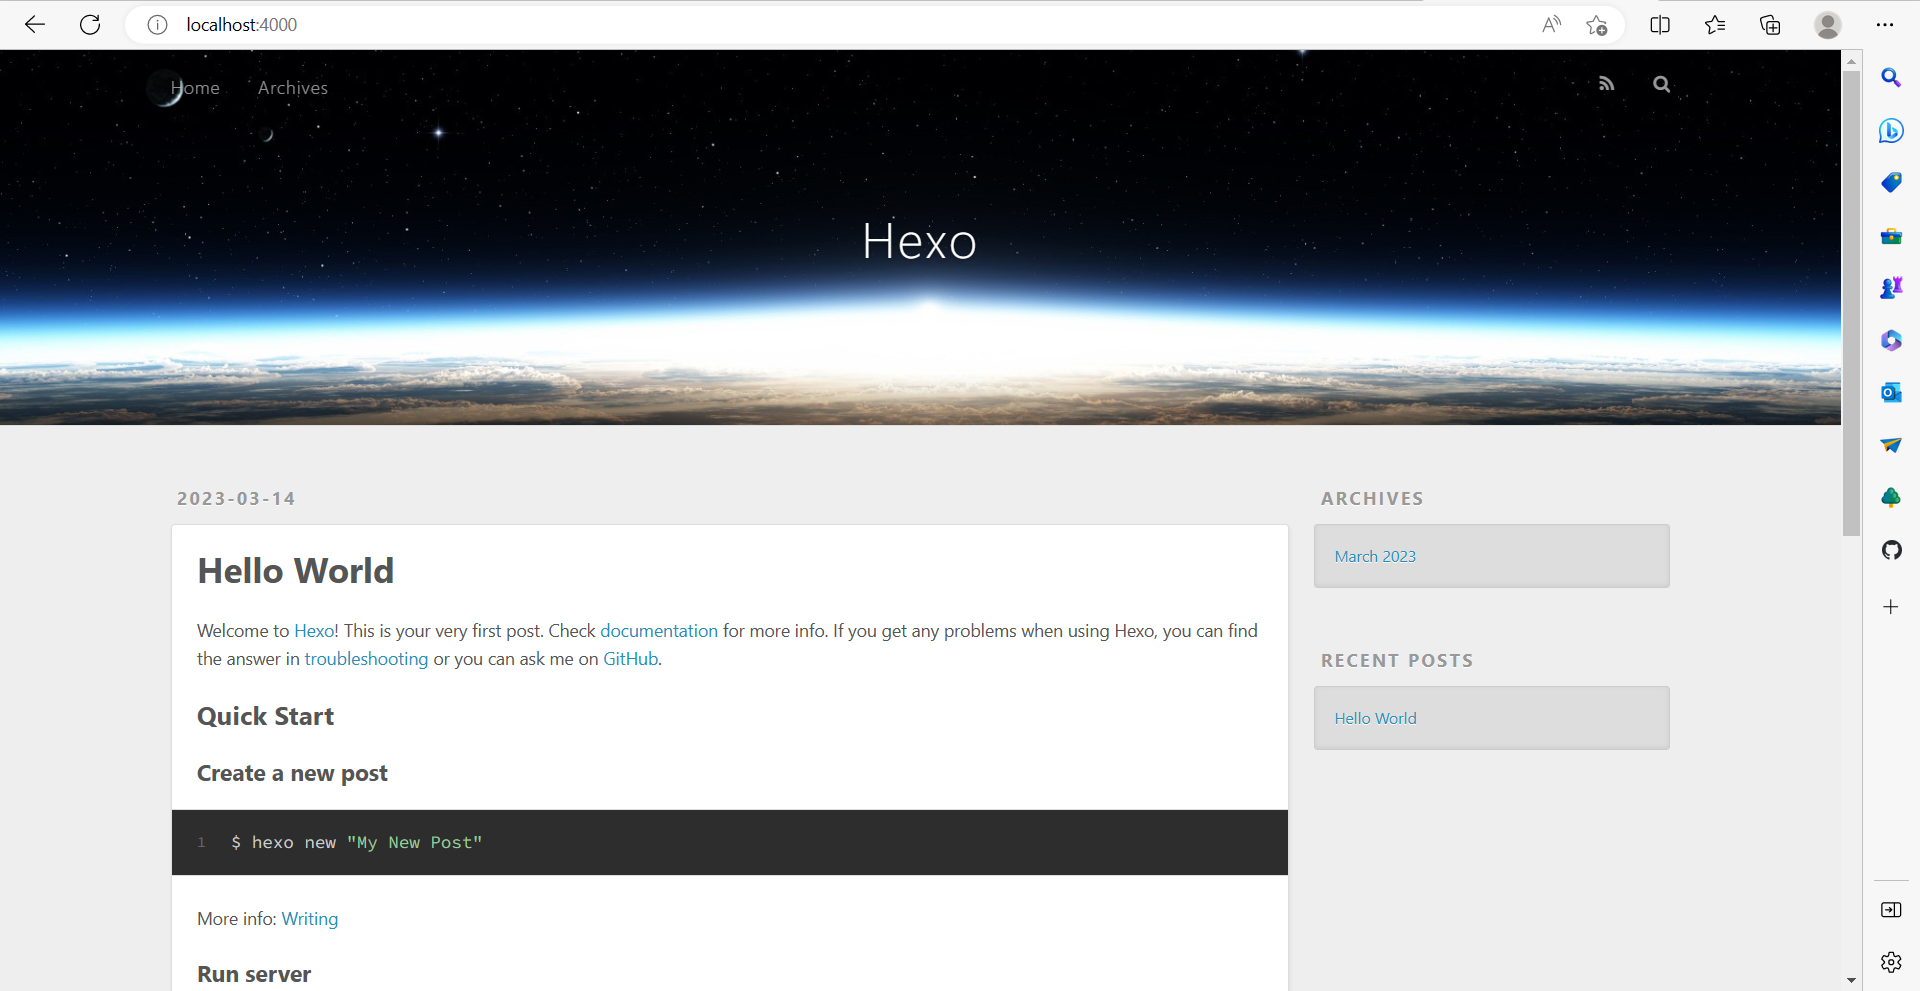 localhost:4000
Home Archives
Hexo
2023-03-14
Hello World
Welcome to Hexo! This is your very first post. Check documentation for more info. If you get any problems when using Hexo, you can find
the answer in troubleshooting or you can ask me on GitHub.
Quick Start
Create a new post
1 $ hexo new "My New Post"
More info: Writing
Run server
ARCHIVES
March 2023
RECENT POSTS
Hello World